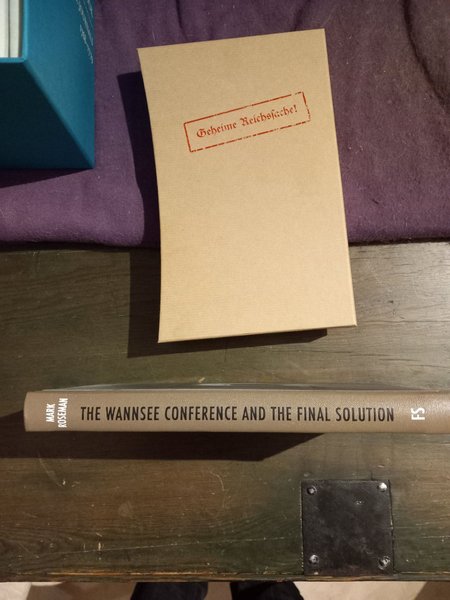 Geheime Reichssache!
MARK
ROSEMAN
THE WANNSEE CONFERENCE AND THE FINAL SOLUTION
FS